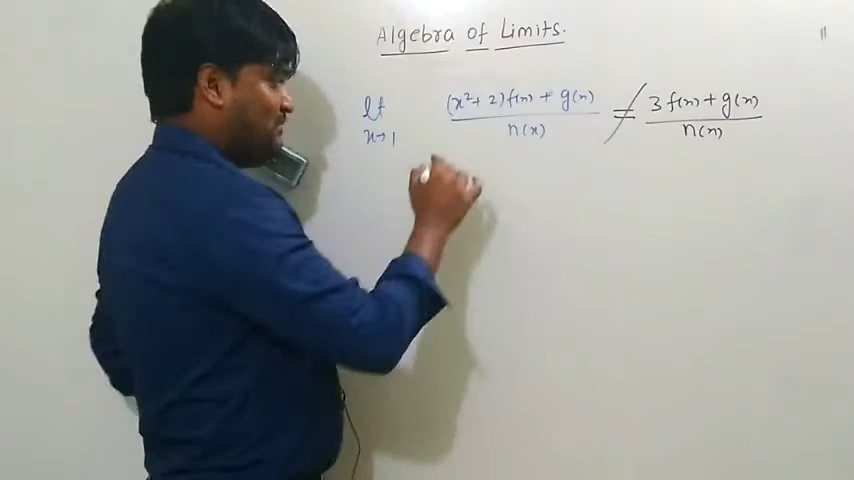 Algebra of Limits.
lt x→1 (x²+2)f(x) + g(x) / n(x) ≠ 3f(x) + g(x) / n(x)